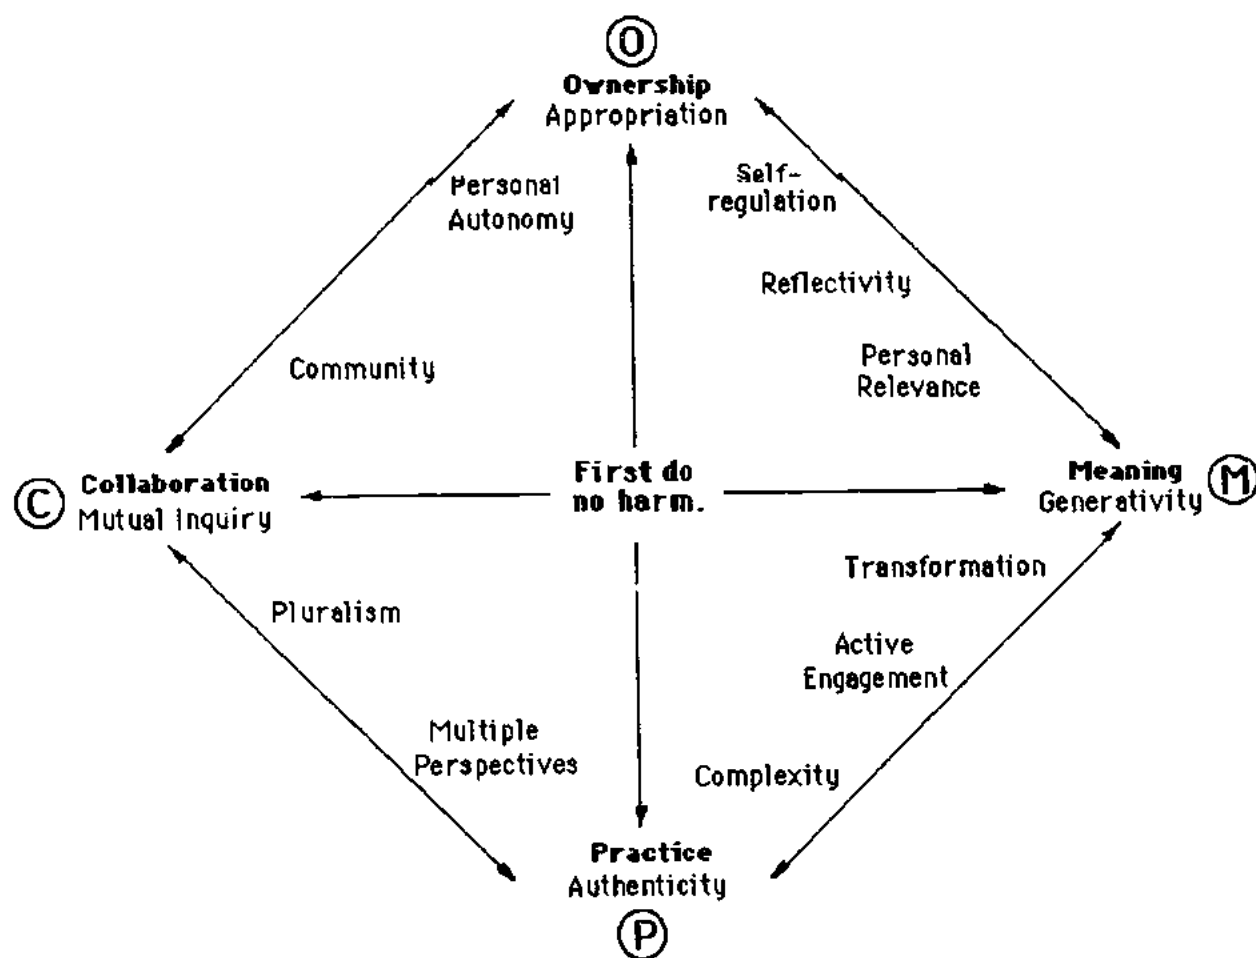 O
Ownership
Appropriation
Personal
Autonomy
Self-
regulation
Reflectivity
Community
Personal
Relevance
First do
no harm.
C
Collaboration
Mutual Inquiry
Meaning
Generativity
M
Transformation
Pluralism
Active
Engagement
Multiple
Perspectives
Complexity
Practice
Authenticity
P